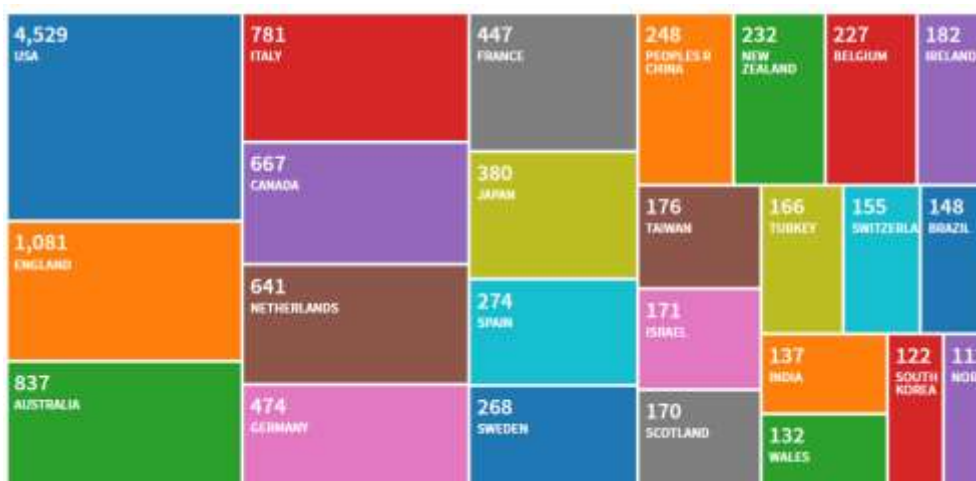 4,529
USA
1,081
ENGLAND
837
AUSTRALIA
781
ITALY
667
CANADA
641
NETHERLANDS
474
GERMANY
447
FRANCE
380
JAPAN
274
SPAIN
268
SWEDEN
248
PEOPLES R
CHINA
232
NEW
ZEALAND
227
BELGIUM
182
IRELAND
176
TAIWAN
171
ISRAEL
170
SCOTLAND
166
TURKEY
155
SWITZERLA
148
BRAZIL
137
INDIA
132
WALES
122
SOUTH
KOREA
11
NOR